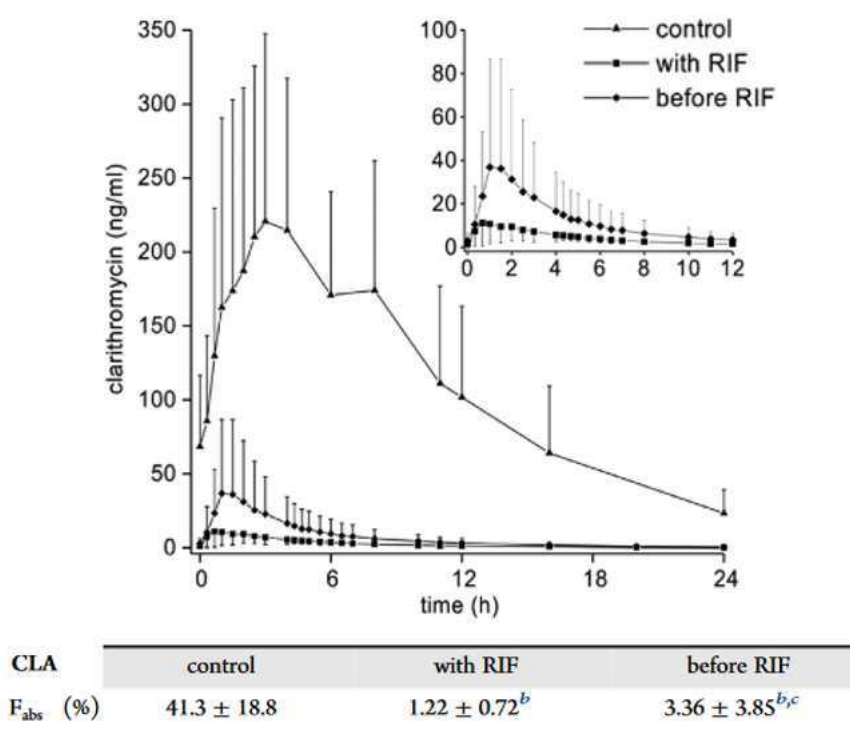 350
300
250
200
150
100
50
0
clarithromycin (ng/ml)
0 6 12 18 24
time (h)
100
80
60
40
20
0
0 2 4 6 8 10 12
control
with RIF
before RIF
CLA control with RIF before RIF
Fabs (%) 41.3 ± 18.8 1.22 ± 0.72b 3.36 ± 3.85b,c